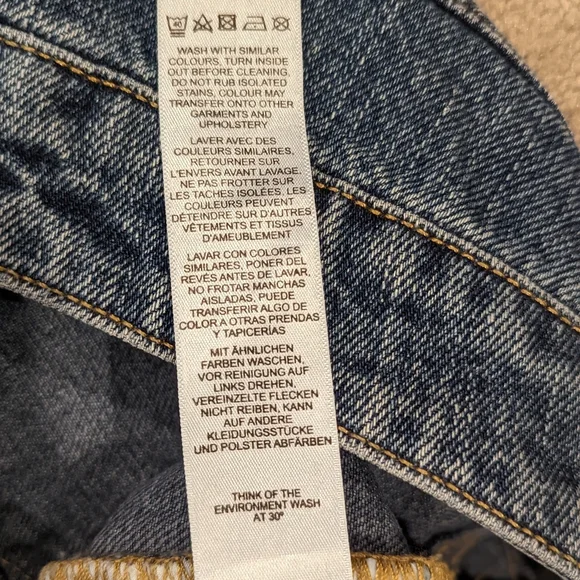 40
WASH WITH SIMILAR
COLOURS, TURN INSIDE
OUT BEFORE CLEANING,
DO NOT RUB ISOLATED
STAINS, COLOUR MAY
TRANSFER ONTO OTHER
GARMENTS AND
UPHOLSTERY
LAVER AVEC DES
COULEURS SIMILAIRES,
RETOURNER SUR
L'ENVERS AVANT LAVAGE.
NE PAS FROTTER SUR
LES TACHES ISOLÉES. LES
COULEURS PEUVENT
DÉTEINDRE SUR D'AUTRES
VÊTEMENTS ET TISSUS
D'AMEUBLEMENT
LAVAR CON COLORES
SIMILARES, PONER DEL
REVÉS ANTES DE LAVAR,
NO FROTAR MANCHAS
AISLADAS, PUEDE
TRANSFERIR ALGO DE
COLOR A OTRAS PRENDAS
Y TAPICERÍAS
MIT ÄHNLICHEN
FARBEN WASCHEN,
VOR REINIGUNG AUF
LINKS DREHEN,
VEREINZELTE FLECKEN
NICHT REIBEN, KANN
AUF ANDERE
KLEIDUNGSSTÜCKE
UND POLSTER ABFÄRBEN
THINK OF THE
ENVIRONMENT WASH
AT 30º